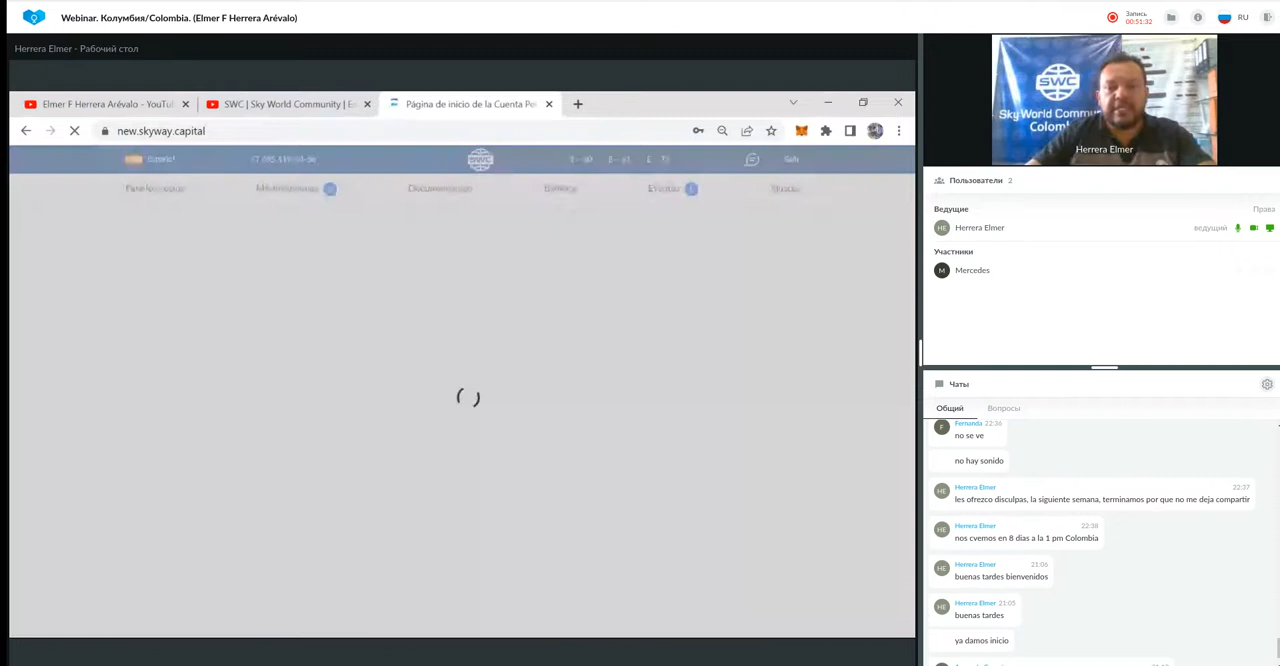 Webinar. Колумбия/Colombia. (Elmer F Herrera Arévalo)
Запись
00:51:32
RU
Herrera Elmer - Рабочий стол
Elmer F Herrera Arévalo - YouTu
SWC | Sky World Community | E
Página de inicio de la Cuenta Pe
new.skyway.capital
SWC
SWC
Sky World Commu
Colom
Herrera Elmer
Пользователи 2
Ведущие
Права
HE
Herrera Elmer
ведущий
Участники
M
Mercedes
Чаты
Общий
Вопросы
F
Fernanda 22:36
no se ve
no hay sonido
HE
Herrera Elmer
22:37
les ofrezco disculpas, la siguiente semana, terminamos por que no me deja compartir
HE
Herrera Elmer
22:38
nos cvemos en 8 dias a la 1 pm Colombia
HE
Herrera Elmer
21:06
buenas tardes bienvenidos
HE
Herrera Elmer 21:05
buenas tardes
ya damos inicio